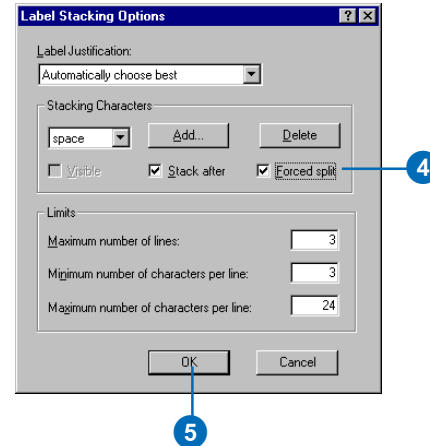 Label Stacking Options
Label Justification:
Automatically choose best
Stacking Characters
space Add... Delete
Visible Stack after Forced split 4
Limits
Maximum number of lines: 3
Minimum number of characters per line: 3
Maximum number of characters per line: 24
OK Cancel
5